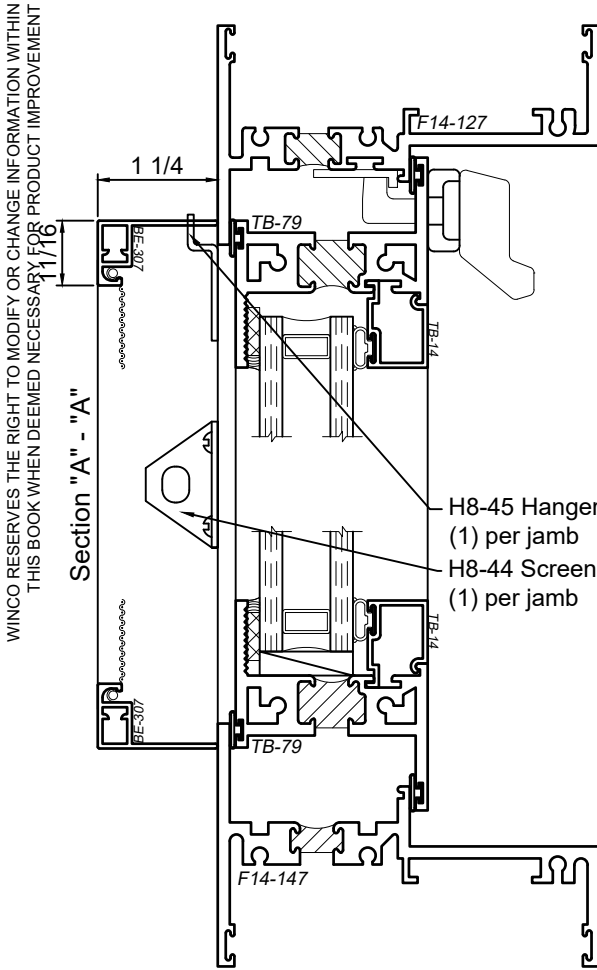 WINCO RESERVES THE RIGHT TO MODIFY OR CHANGE INFORMATION WITHIN
THIS BOOK WHEN DEEMED NECESSARY FOR PRODUCT IMPROVEMENT
F14-127
1 1/4
11/16
BE-307
TB-79
TB-14
Section "A" - "A"
H8-45 Hanger
(1) per jamb
H8-44 Screen
(1) per jamb
TB-14
BE-307
TB-79
F14-147